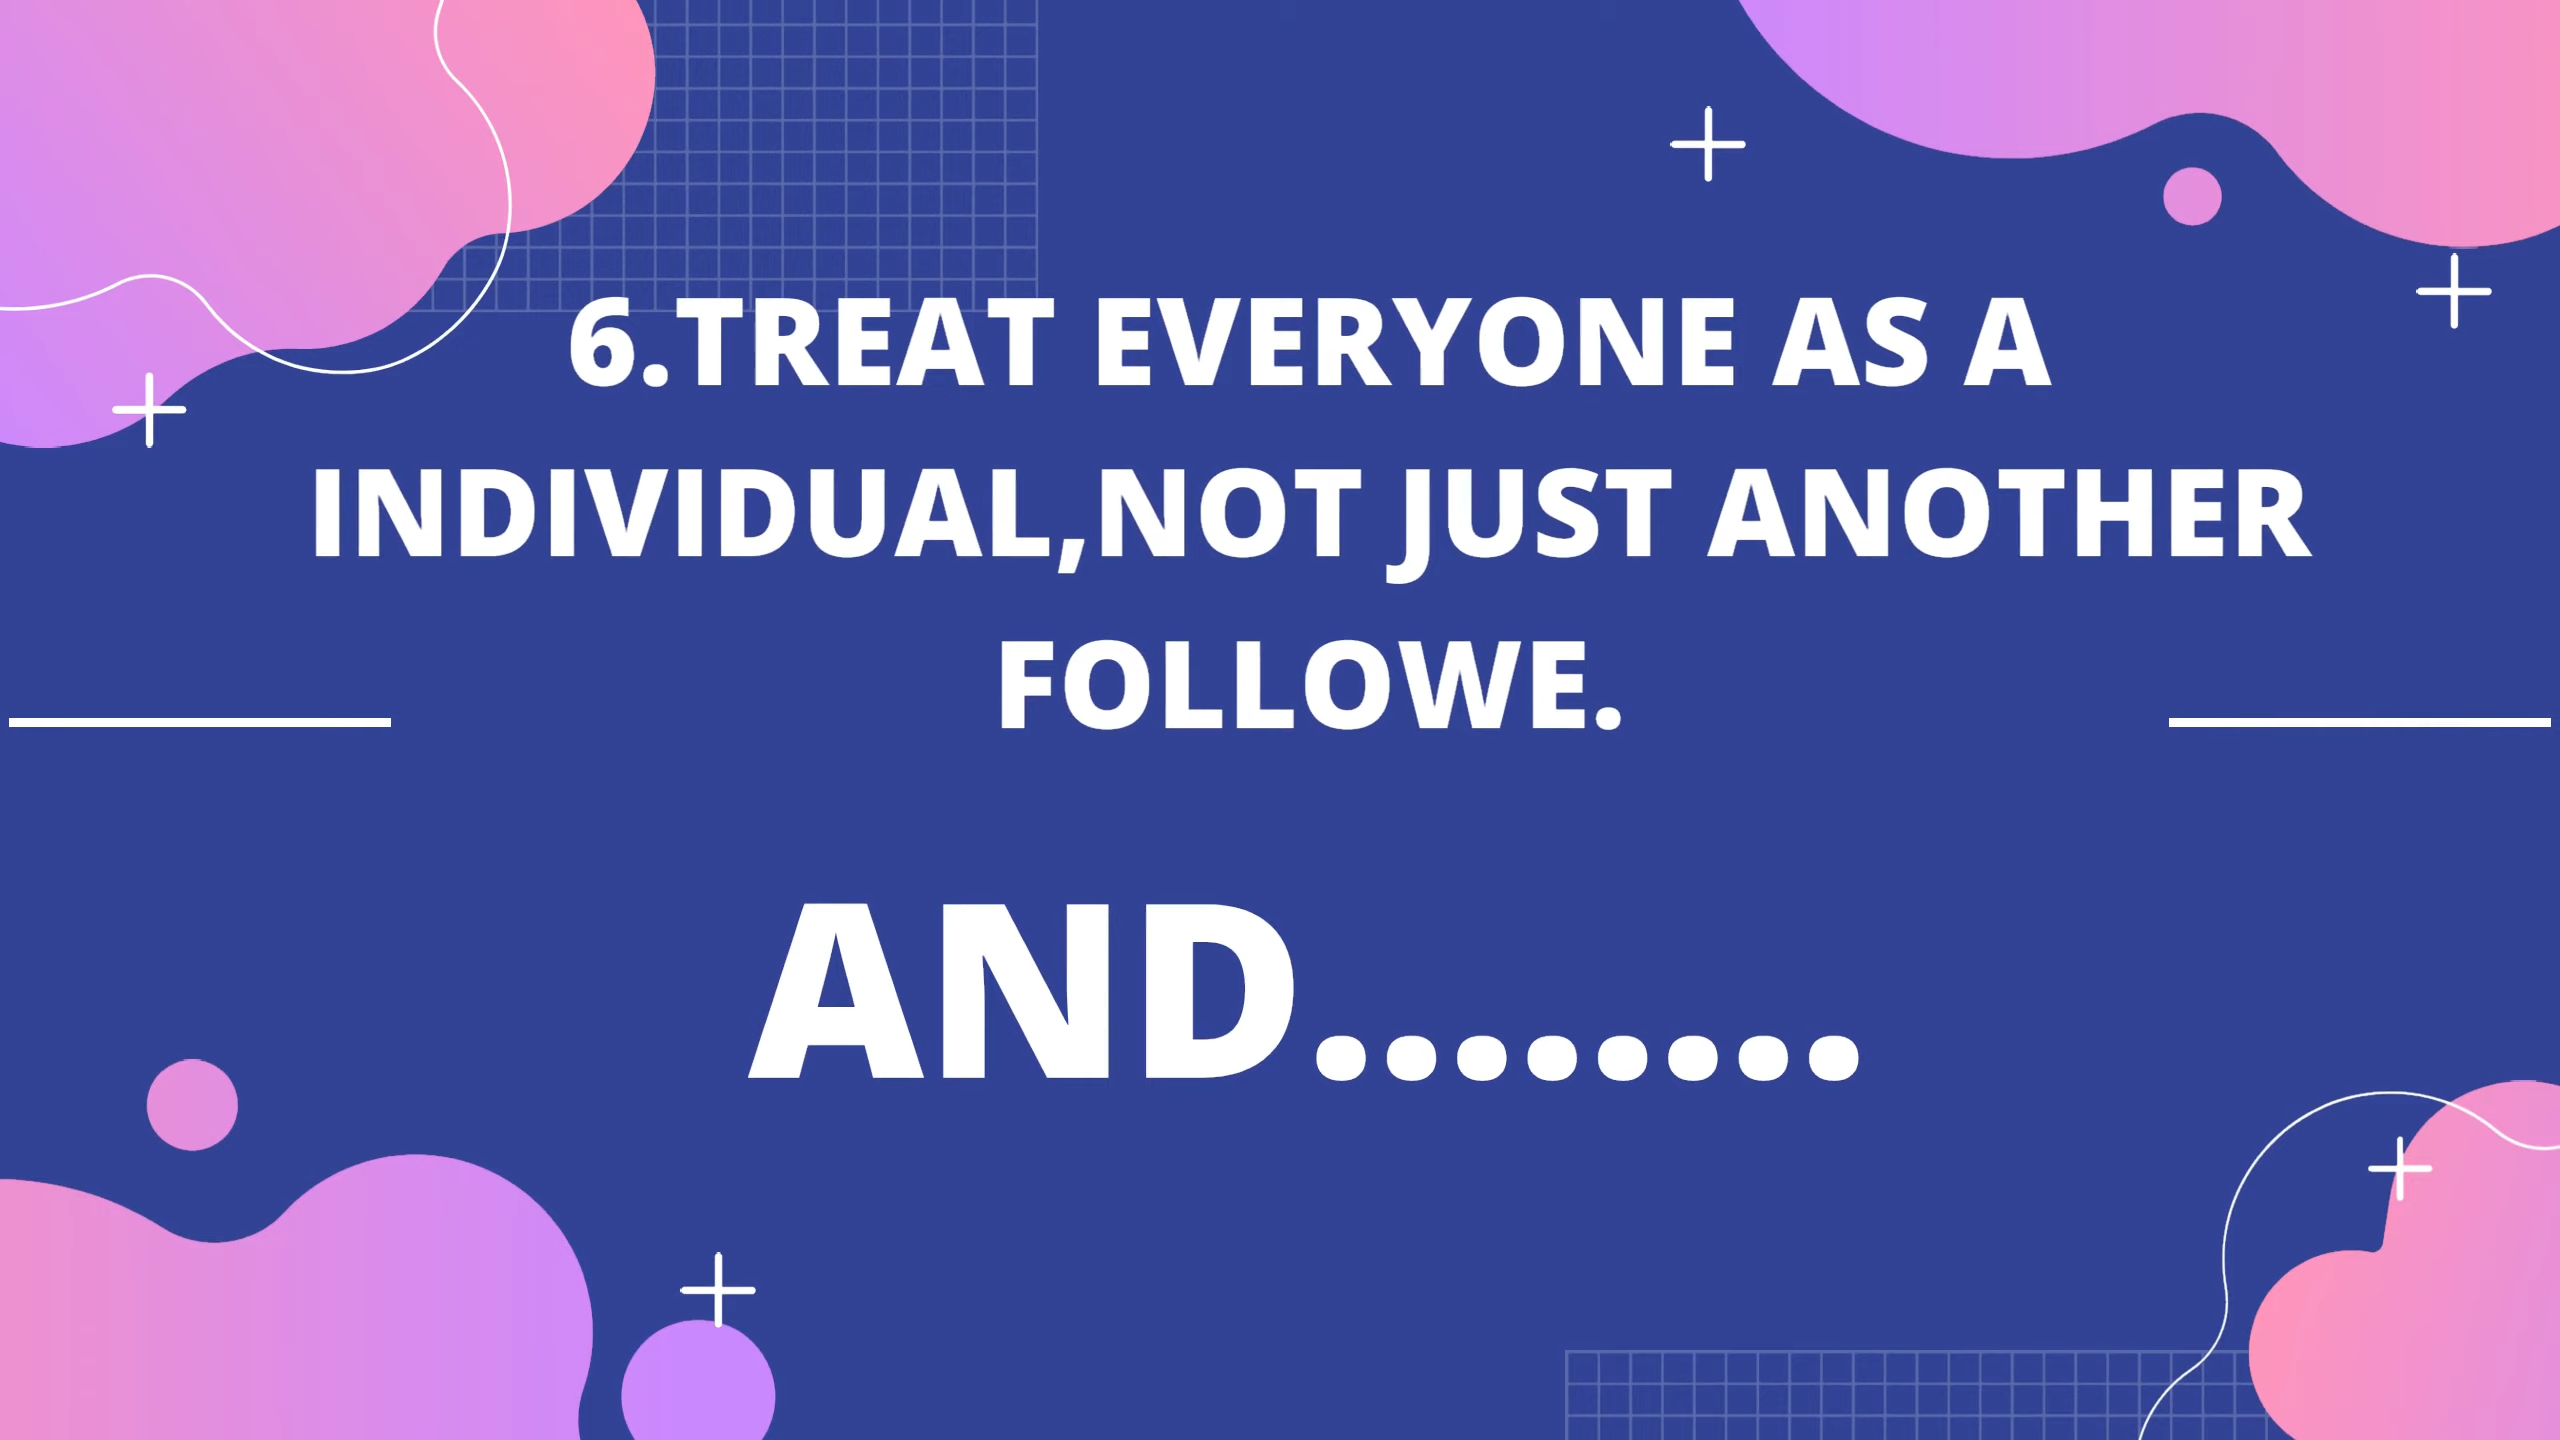 6.TREAT EVERYONE AS A
INDIVIDUAL,NOT JUST ANOTHER
FOLLOWE.
AND........